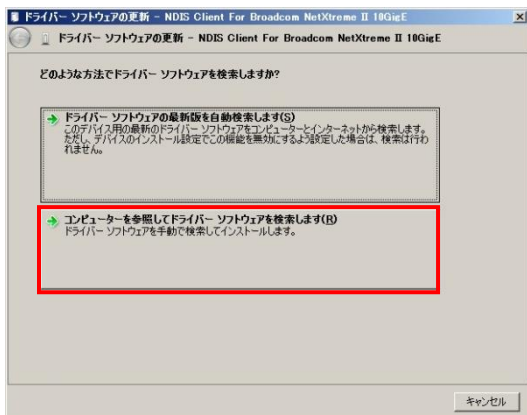 ドライバー ソフトウェアの更新 - NDIS Client For Broadcom NetXtreme II 10GigE
ドライバー ソフトウェアの更新 - NDIS Client For Broadcom NetXtreme II 10GigE
どのような方法でドライバー ソフトウェアを検索しますか?
ドライバー ソフトウェアの最新版を自動検索します(S)
このデバイス用の最新のドライバー ソフトウェアをコンピューターとインターネットから検索します。
ただし、デバイスのインストール設定でこの機能を無効にするよう設定した場合は、検索は行わ
れません。
コンピューターを参照してドライバー ソフトウェアを検索します(R)
ドライバー ソフトウェアを手動で検索してインストールします。
キャンセル